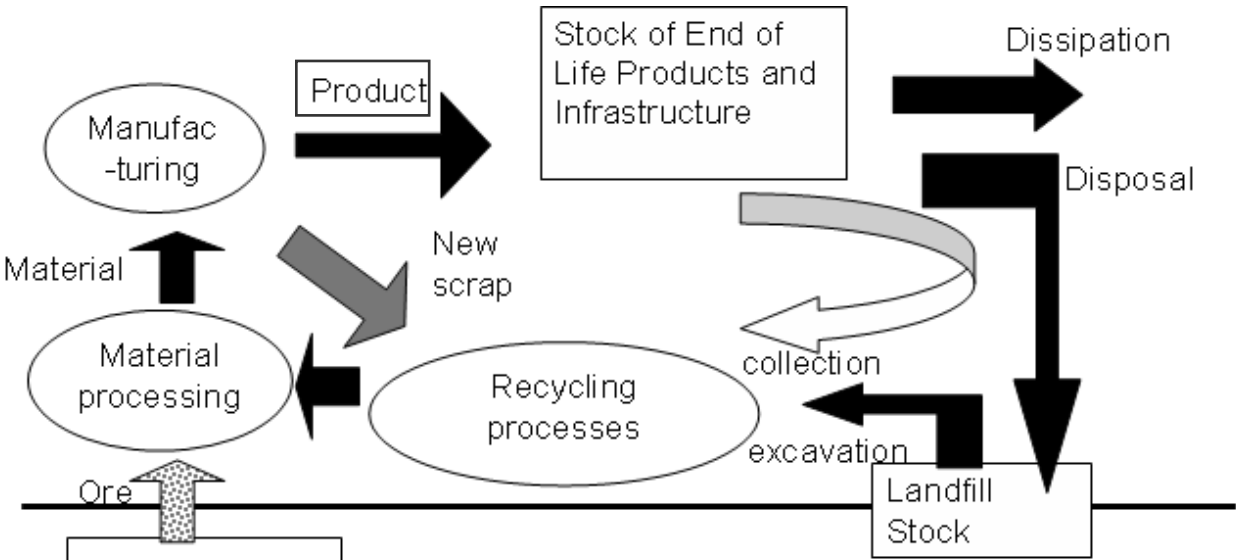 Stock of End of
Life Products and
Infrastructure
Dissipation
Product
Manufac
-turing
Disposal
New
scrap
Material
Material
processing
collection
Recycling
processes
excavation
Ore
Landfill
Stock